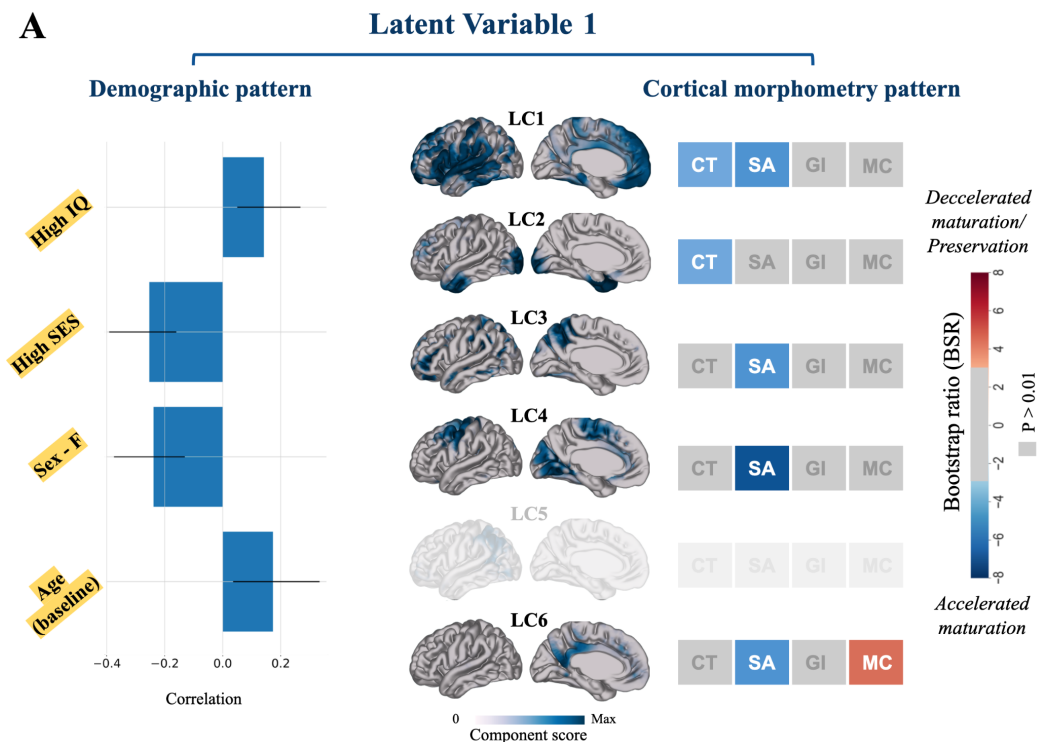 A
Latent Variable 1
Demographic pattern
Cortical morphometry pattern
High IQ
High SES
Sex - F
Age
(baseline)
−0.4
−0.2
0.0
0.2
Correlation
LC1
CT
SA
GI
MC
LC2
CT
SA
GI
MC
LC3
CT
SA
GI
MC
LC4
CT
SA
GI
MC
LC5
CT
SA
GI
MC
LC6
CT
SA
GI
MC
0
Max
Component score
Deccelerated
maturation/
Preservation
8
6
4
2
0
−2
−4
−6
−8
Bootstrap ratio (BSR)
P > 0.01
Accelerated
maturation